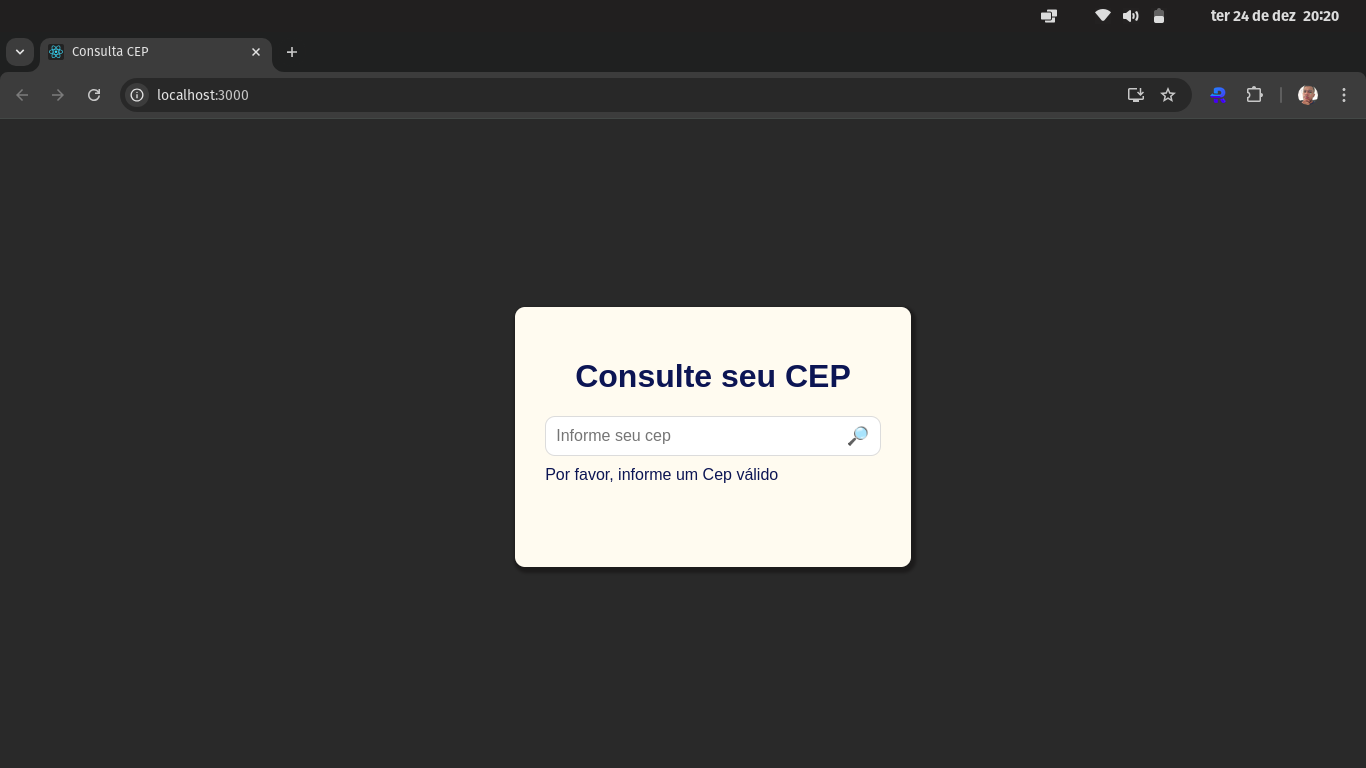 ter 24 de dez 20:20
Consulta CEP
localhost:3000
Consulte seu CEP
Informe seu cep
Por favor, informe um Cep válido